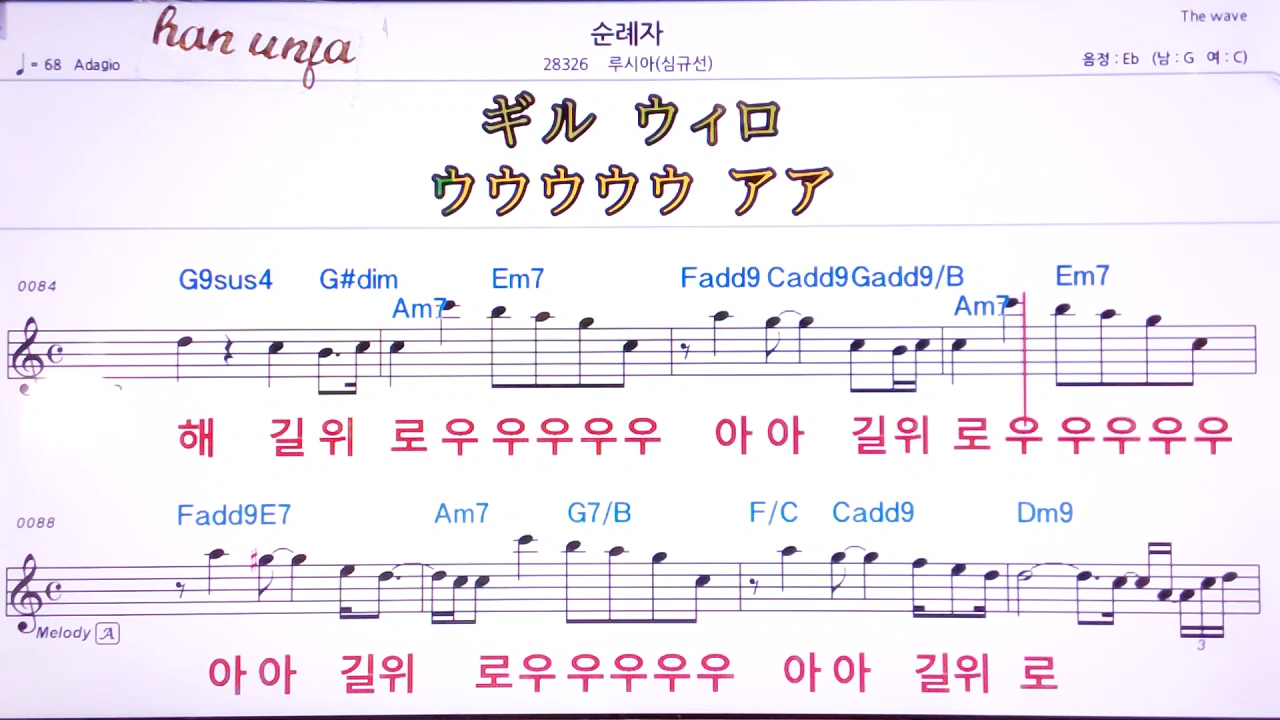 han unfa
순례자
The wave
♩= 68 Adagio
28326 루시아(심규선)
음정 : Eb (남 : G 여 : C)
ギル ウィロ
ウウウウウ アア
0084
G9sus4 G#dim Am7 Em7 Fadd9 Cadd9 Gadd9/B Am7 Em7
해 길 위 로 우 우 우 우 우 아 아 길 위 로 우 우 우 우 우
0088
Fadd9 E7 Am7 G7/B F/C Cadd9 Dm9
Melody A
3
아 아 길위 로우 우 우 우 우 아 아 길위 로